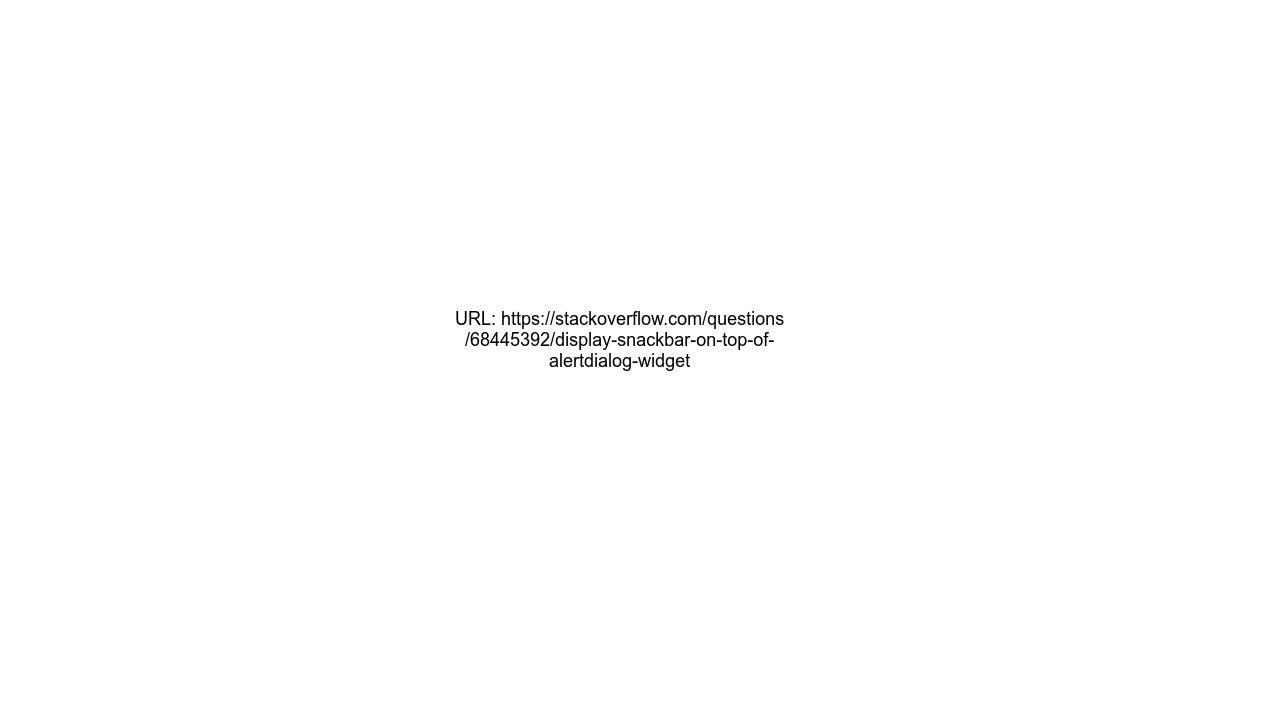 URL: https://stackoverflow.com/questions
/68445392/display-snackbar-on-top-of-
alertdialog-widget